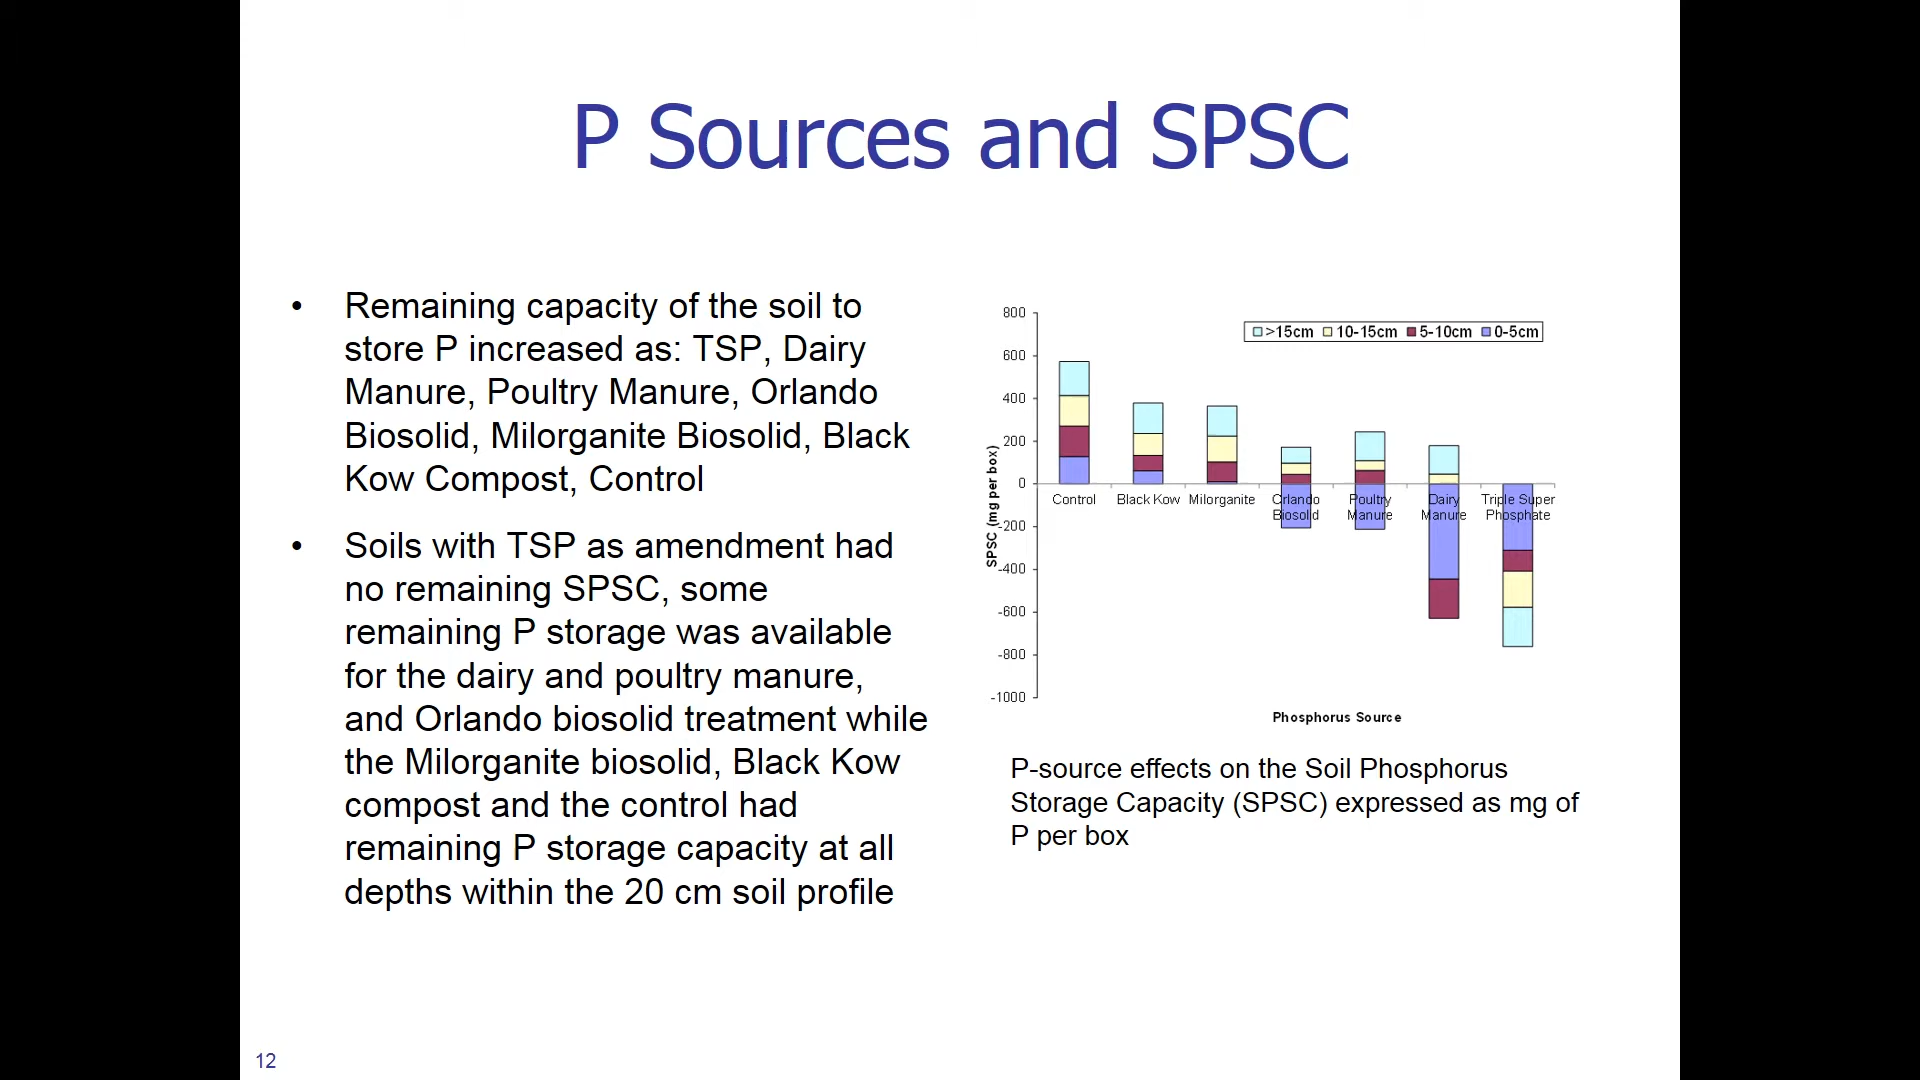 P Sources and SPSC
• Remaining capacity of the soil to
store P increased as: TSP, Dairy
Manure, Poultry Manure, Orlando
Biosolid, Milorganite Biosolid, Black
Kow Compost, Control
• Soils with TSP as amendment had
no remaining SPSC, some
remaining P storage was available
for the dairy and poultry manure,
and Orlando biosolid treatment while
the Milorganite biosolid, Black Kow
compost and the control had
remaining P storage capacity at all
depths within the 20 cm soil profile
>15cm 10-15cm 5-10cm 0-5cm
SPSC (mg per box)
800
600
400
200
0
-200
-400
-600
-800
-1000
Control
Black Kow
Milorganite
Orlando
Biosolid
Poultry
Manure
Dairy
Manure
Triple Super
Phosphate
Phosphorus Source
P-source effects on the Soil Phosphorus
Storage Capacity (SPSC) expressed as mg of
P per box
12